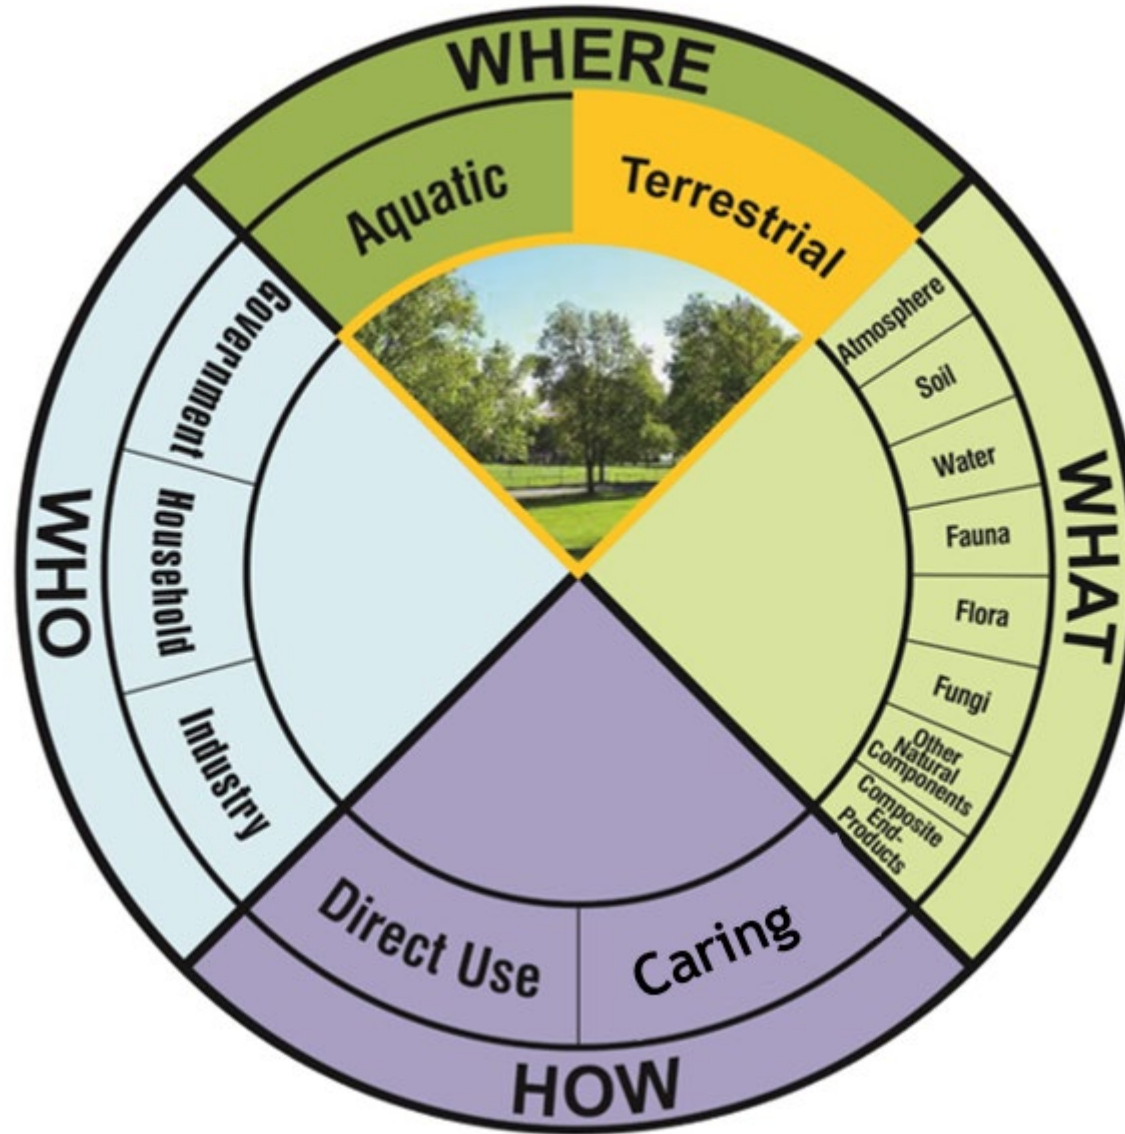 WHERE
Aquatic
Terrestrial
WHAT
Atmosphere
Soil
Water
Fauna
Flora
Fungi
Other
Natural
Components
Composite
End-
Products
HOW
Direct Use
Caring
WHO
Government
Household
Industry